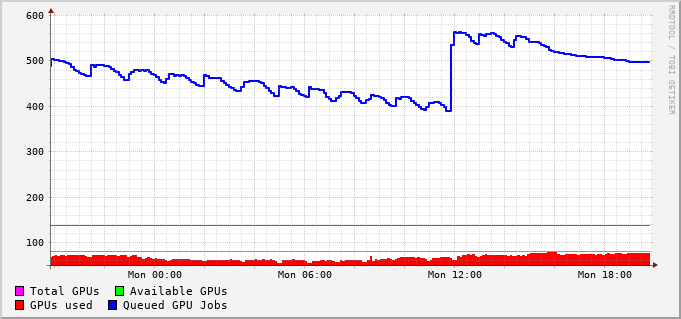 600
500
400
300
200
100
Mon 00:00 Mon 06:00 Mon 12:00 Mon 18:00
Total GPUs Available GPUs
GPUs used Queued GPU Jobs
RRDTOOL / TOBI OETIKER